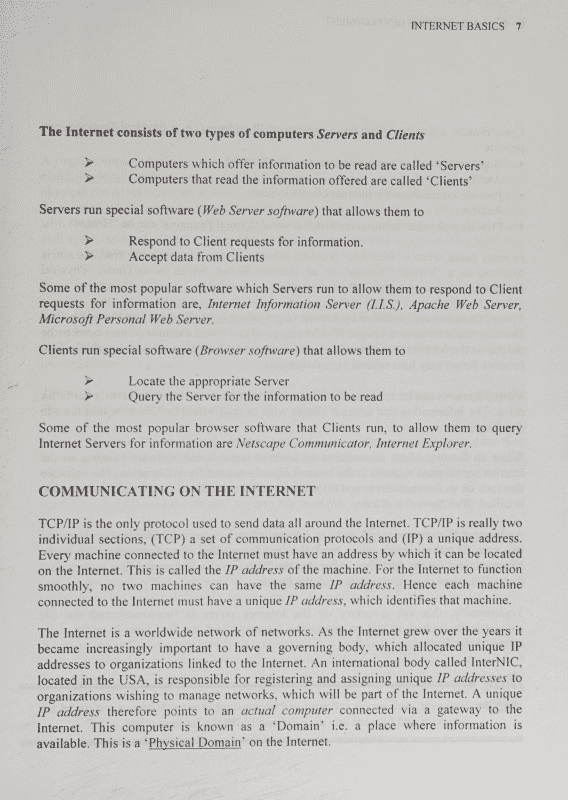 INTERNET BASICS 7
The Internet consists of two types of computers Servers and Clients
➢ Computers which offer information to be read are called ‘Servers’
➢ Computers that read the information offered are called ‘Clients’
Servers run special software (Web Server software) that allows them to
➢ Respond to Client requests for information.
➢ Accept data from Clients
Some of the most popular software which Servers run to allow them to respond to Client
requests for information are, Internet Information Server (I.I.S.), Apache Web Server,
Microsoft Personal Web Server.
Clients run special software (Browser software) that allows them to
➢ Locate the appropriate Server
➢ Query the Server for the information to be read
Some of the most popular browser software that Clients run, to allow them to query
Internet Servers for information are Netscape Communicator, Internet Explorer.
COMMUNICATING ON THE INTERNET
TCP/IP is the only protocol used to send data all around the Internet. TCP/IP is really two
individual sections, (TCP) a set of communication protocols and (IP) a unique address.
Every machine connected to the Internet must have an address by which it can be located
on the Internet. This is called the IP address of the machine. For the Internet to function
smoothly, no two machines can have the same IP address. Hence each machine
connected to the Internet must have a unique IP address, which identifies that machine.
The Internet is a worldwide network of networks. As the Internet grew over the years it
became increasingly important to have a governing body, which allocated unique IP
addresses to organizations linked to the Internet. An international body called InterNIC,
located in the USA, is responsible for registering and assigning unique IP addresses to
organizations wishing to manage networks, which will be part of the Internet. A unique
IP address therefore points to an actual computer connected via a gateway to the
Internet. This computer is known as a ‘Domain’ i.e. a place where information is
available. This is a ‘Physical Domain’ on the Internet.